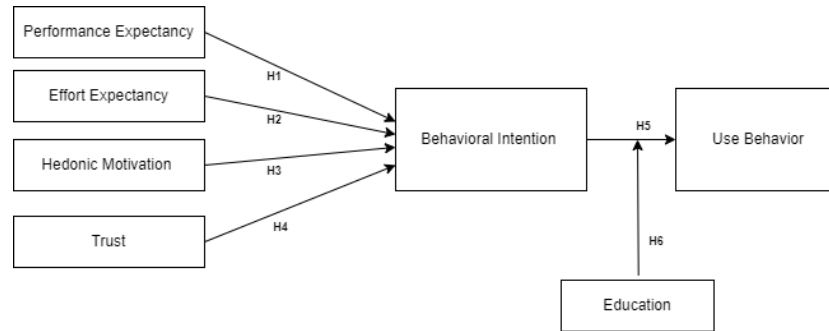 Performance Expectancy
H1
Effort Expectancy
H2
Behavioral Intention
H5
Use Behavior
Hedonic Motivation
H3
Trust
H4
H6
Education